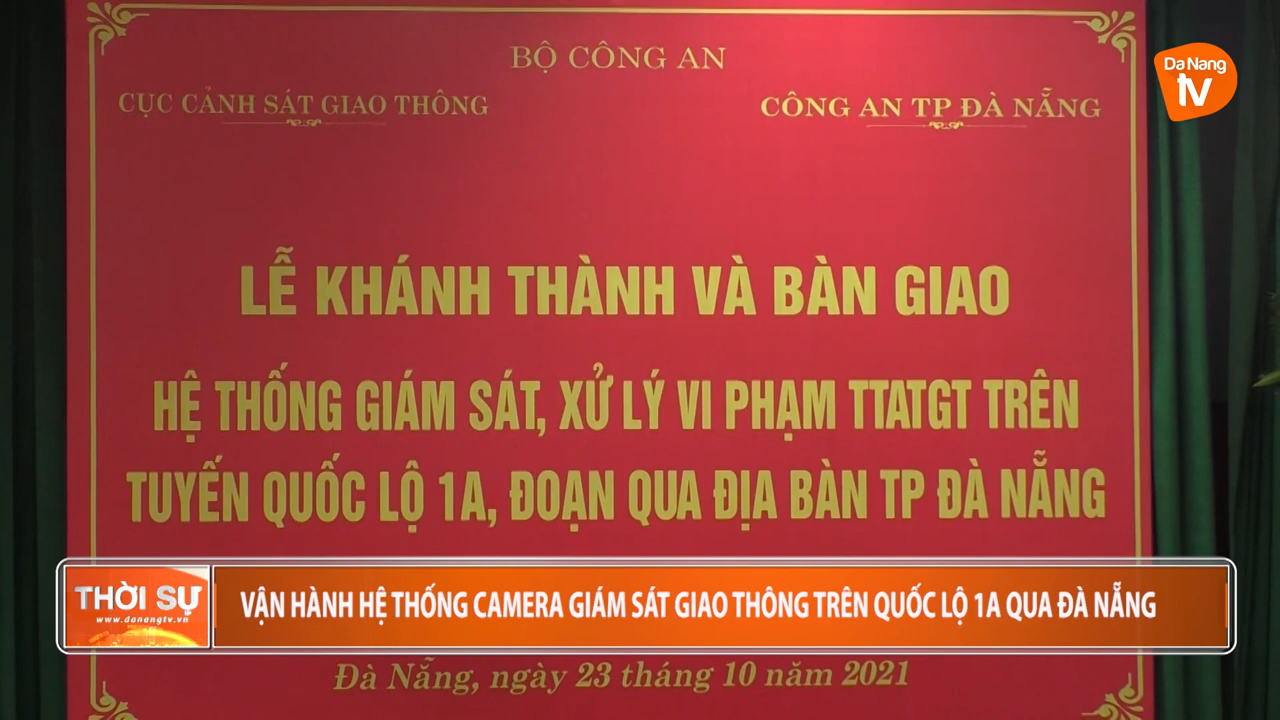 BỘ CÔNG AN
CỤC CẢNH SÁT GIAO THÔNG
CÔNG AN TP ĐÀ NẴNG
Da Nang
tv
LỄ KHÁNH THÀNH VÀ BÀN GIAO
HỆ THỐNG GIÁM SÁT, XỬ LÝ VI PHẠM TTATGT TRÊN
TUYẾN QUỐC LỘ 1A, ĐOẠN QUA ĐỊA BÀN TP ĐÀ NẴNG
THỜI SỰ
www.danangtv.vn
VẬN HÀNH HỆ THỐNG CAMERA GIÁM SÁT GIAO THÔNG TRÊN QUỐC LỘ 1A QUA ĐÀ NẴNG
Đà Nẵng, ngày 23 tháng 10 năm 2021